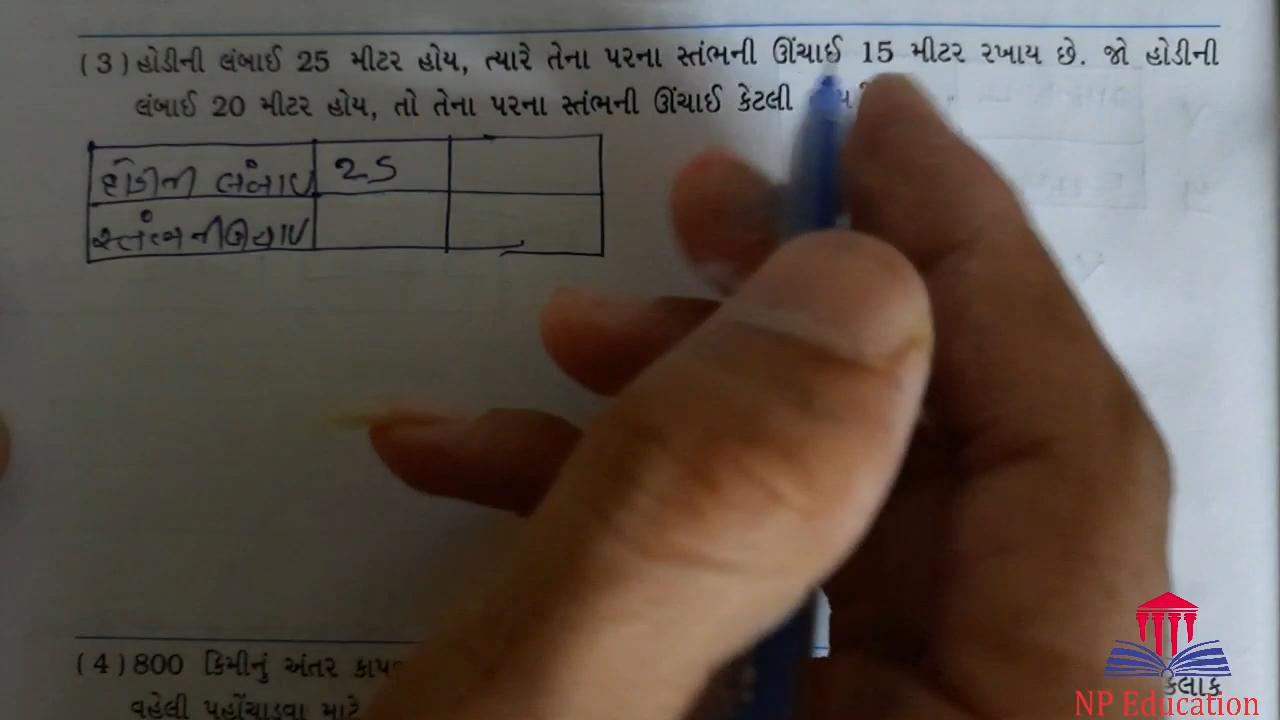 (3) હોડીની લંબાઈ 25 મીટર હોય, ત્યારે તેના પરના સ્તંભની ઊંચાઈ 15 મીટર રખાય છે. જો હોડીની
લંબાઈ 20 મીટર હોય, તો તેના પરના સ્તંભની ઊંચાઈ કેટલી
હોડીની લંબાઈ 25
સ્તંભ ની ઉંચાઈ
(4) 800 કિમીનું અંતર
કલાક
વહેલી પહોંચાડવા માટે
NP Education